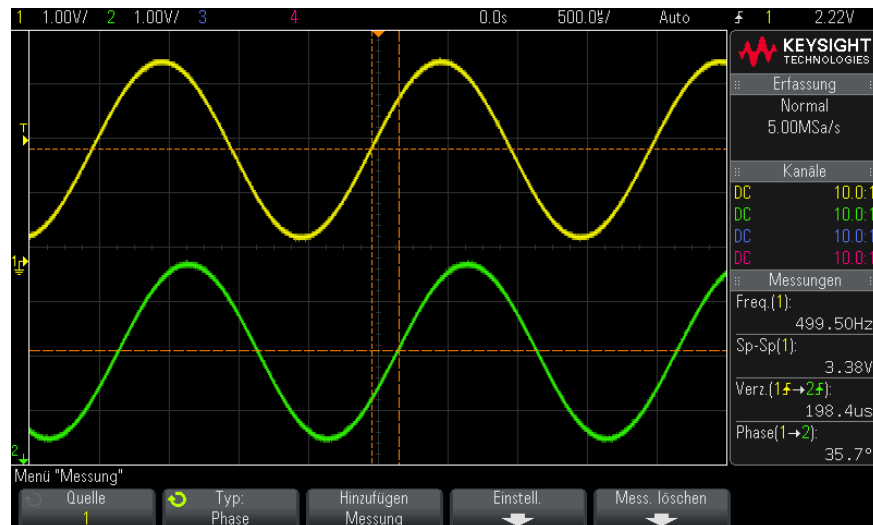 1 1.00V/ 2 1.00V/ 3 4 0.0s 500.0㎲/ Auto 1 2.22V
KEYSIGHT
TECHNOLOGIES
Erfassung
Normal
5.00MSa/s
Kanäle
DC 10.0:1
DC 10.0:1
DC 10.0:1
DC 10.0:1
Messungen
Freq.(1):
499.50Hz
Sp-Sp(1):
3.38V
Verz.(1→2):
198.4us
Phase(1→2):
35.7°
T
1
2
Menü "Messung"
Quelle
1
Typ:
Phase
Hinzufügen
Messung
Einstell.
Mess. löschen